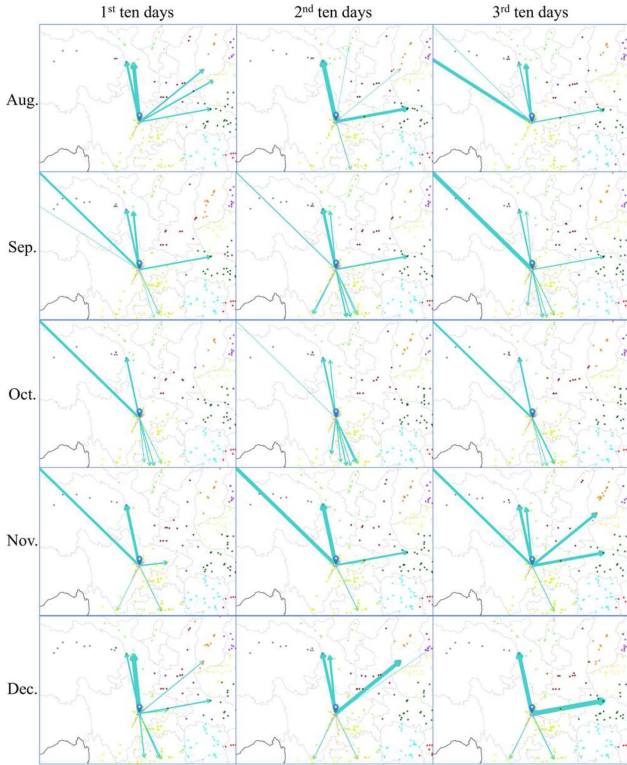 1st ten days
2nd ten days
3rd ten days
Aug.
Sep.
Oct.
Nov.
Dec.